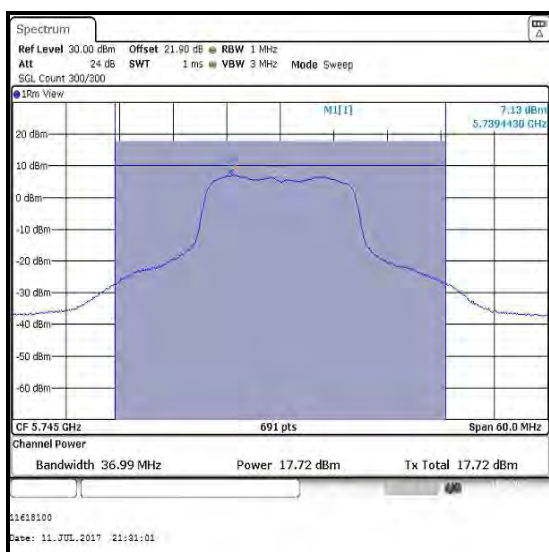 Spectrum
Ref Level 30.00 dBm Offset 21.90 dB RBW 1 MHz
Att 24 dB SWT 1 ms VBW 3 MHz Mode Sweep
SGL Count 300/300
1Rm View
M1[1] 7.13 dBm
5.7394430 GHz
20 dBm
10 dBm
0 dBm
-10 dBm
-20 dBm
-30 dBm
-40 dBm
-50 dBm
-60 dBm
CF 5.745 GHz 691 pts Span 60.0 MHz
Channel Power
Bandwidth 36.99 MHz Power 17.72 dBm Tx Total 17.72 dBm
11618100
Date: 11.JUL.2017 21:31:01